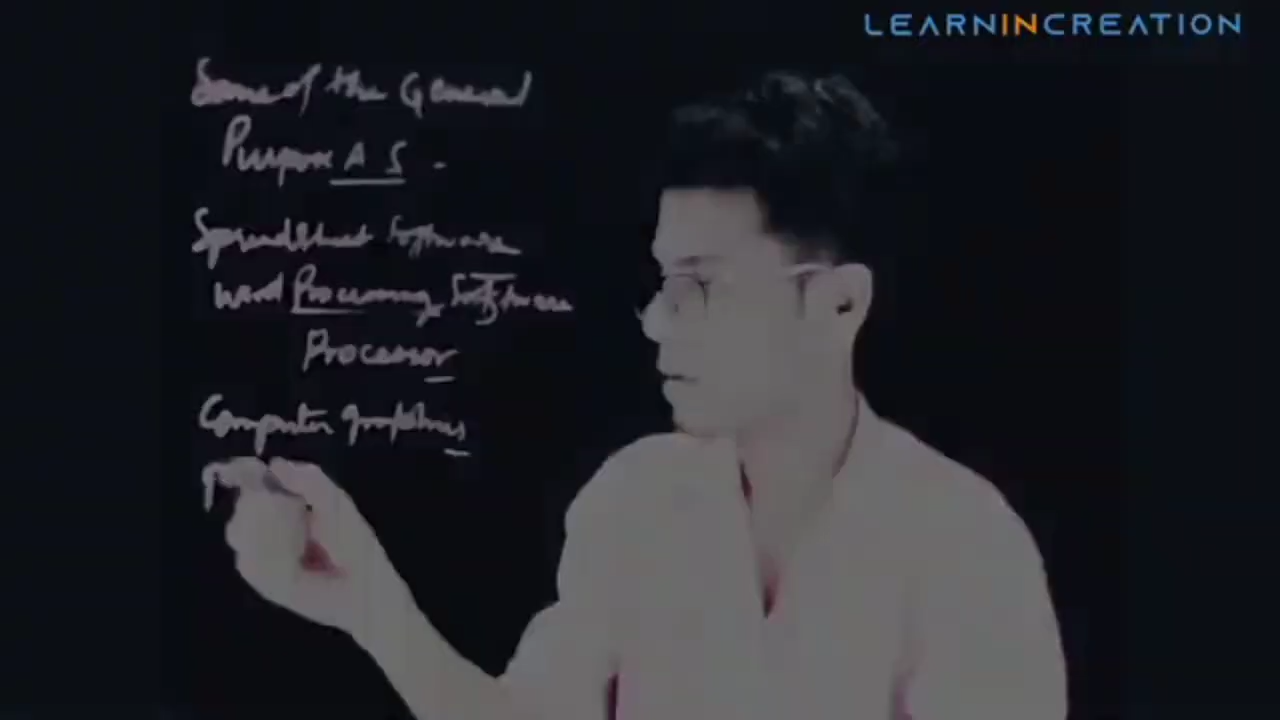 LEARNINCREATION
Some of the General
Purpose A S .
Spreadsheet Software
Word Processing Software
Processor
Computer graphics